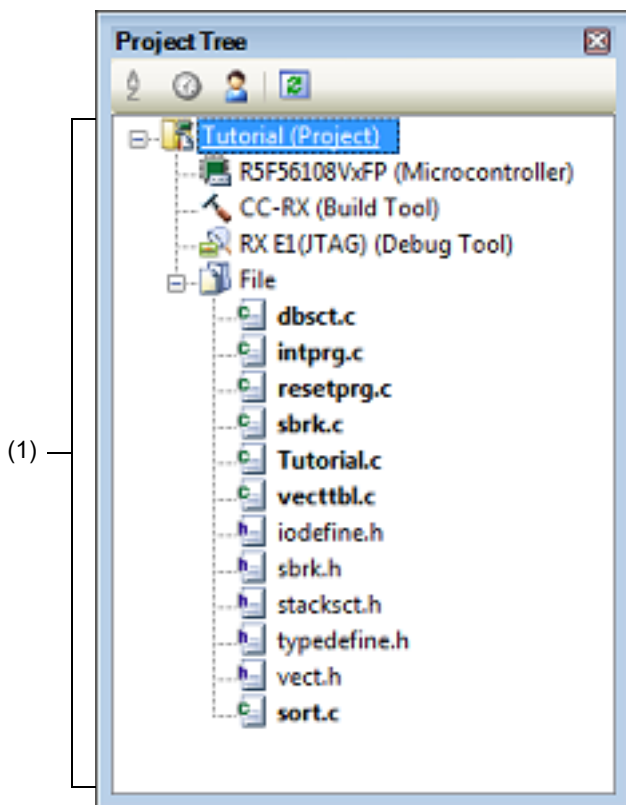 Project Tree
Tutorial (Project)
R5F56108VxFP (Microcontroller)
CC-RX (Build Tool)
RX E1(JTAG) (Debug Tool)
File
dbsct.c
intprg.c
resetprg.c
sbrk.c
(1)
Tutorial.c
vecttbl.c
iodefine.h
sbrk.h
stacksct.h
typedefine.h
vect.h
sort.c